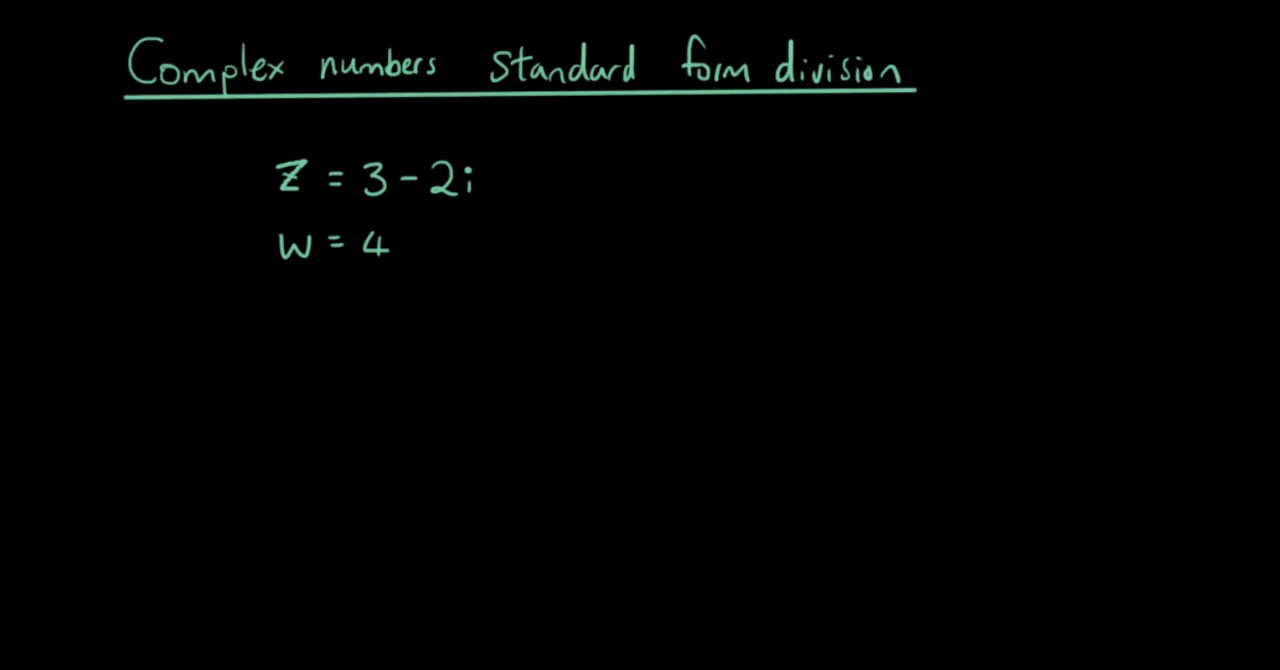 Complex numbers standard form division
Z = 3 - 2i
W = 4